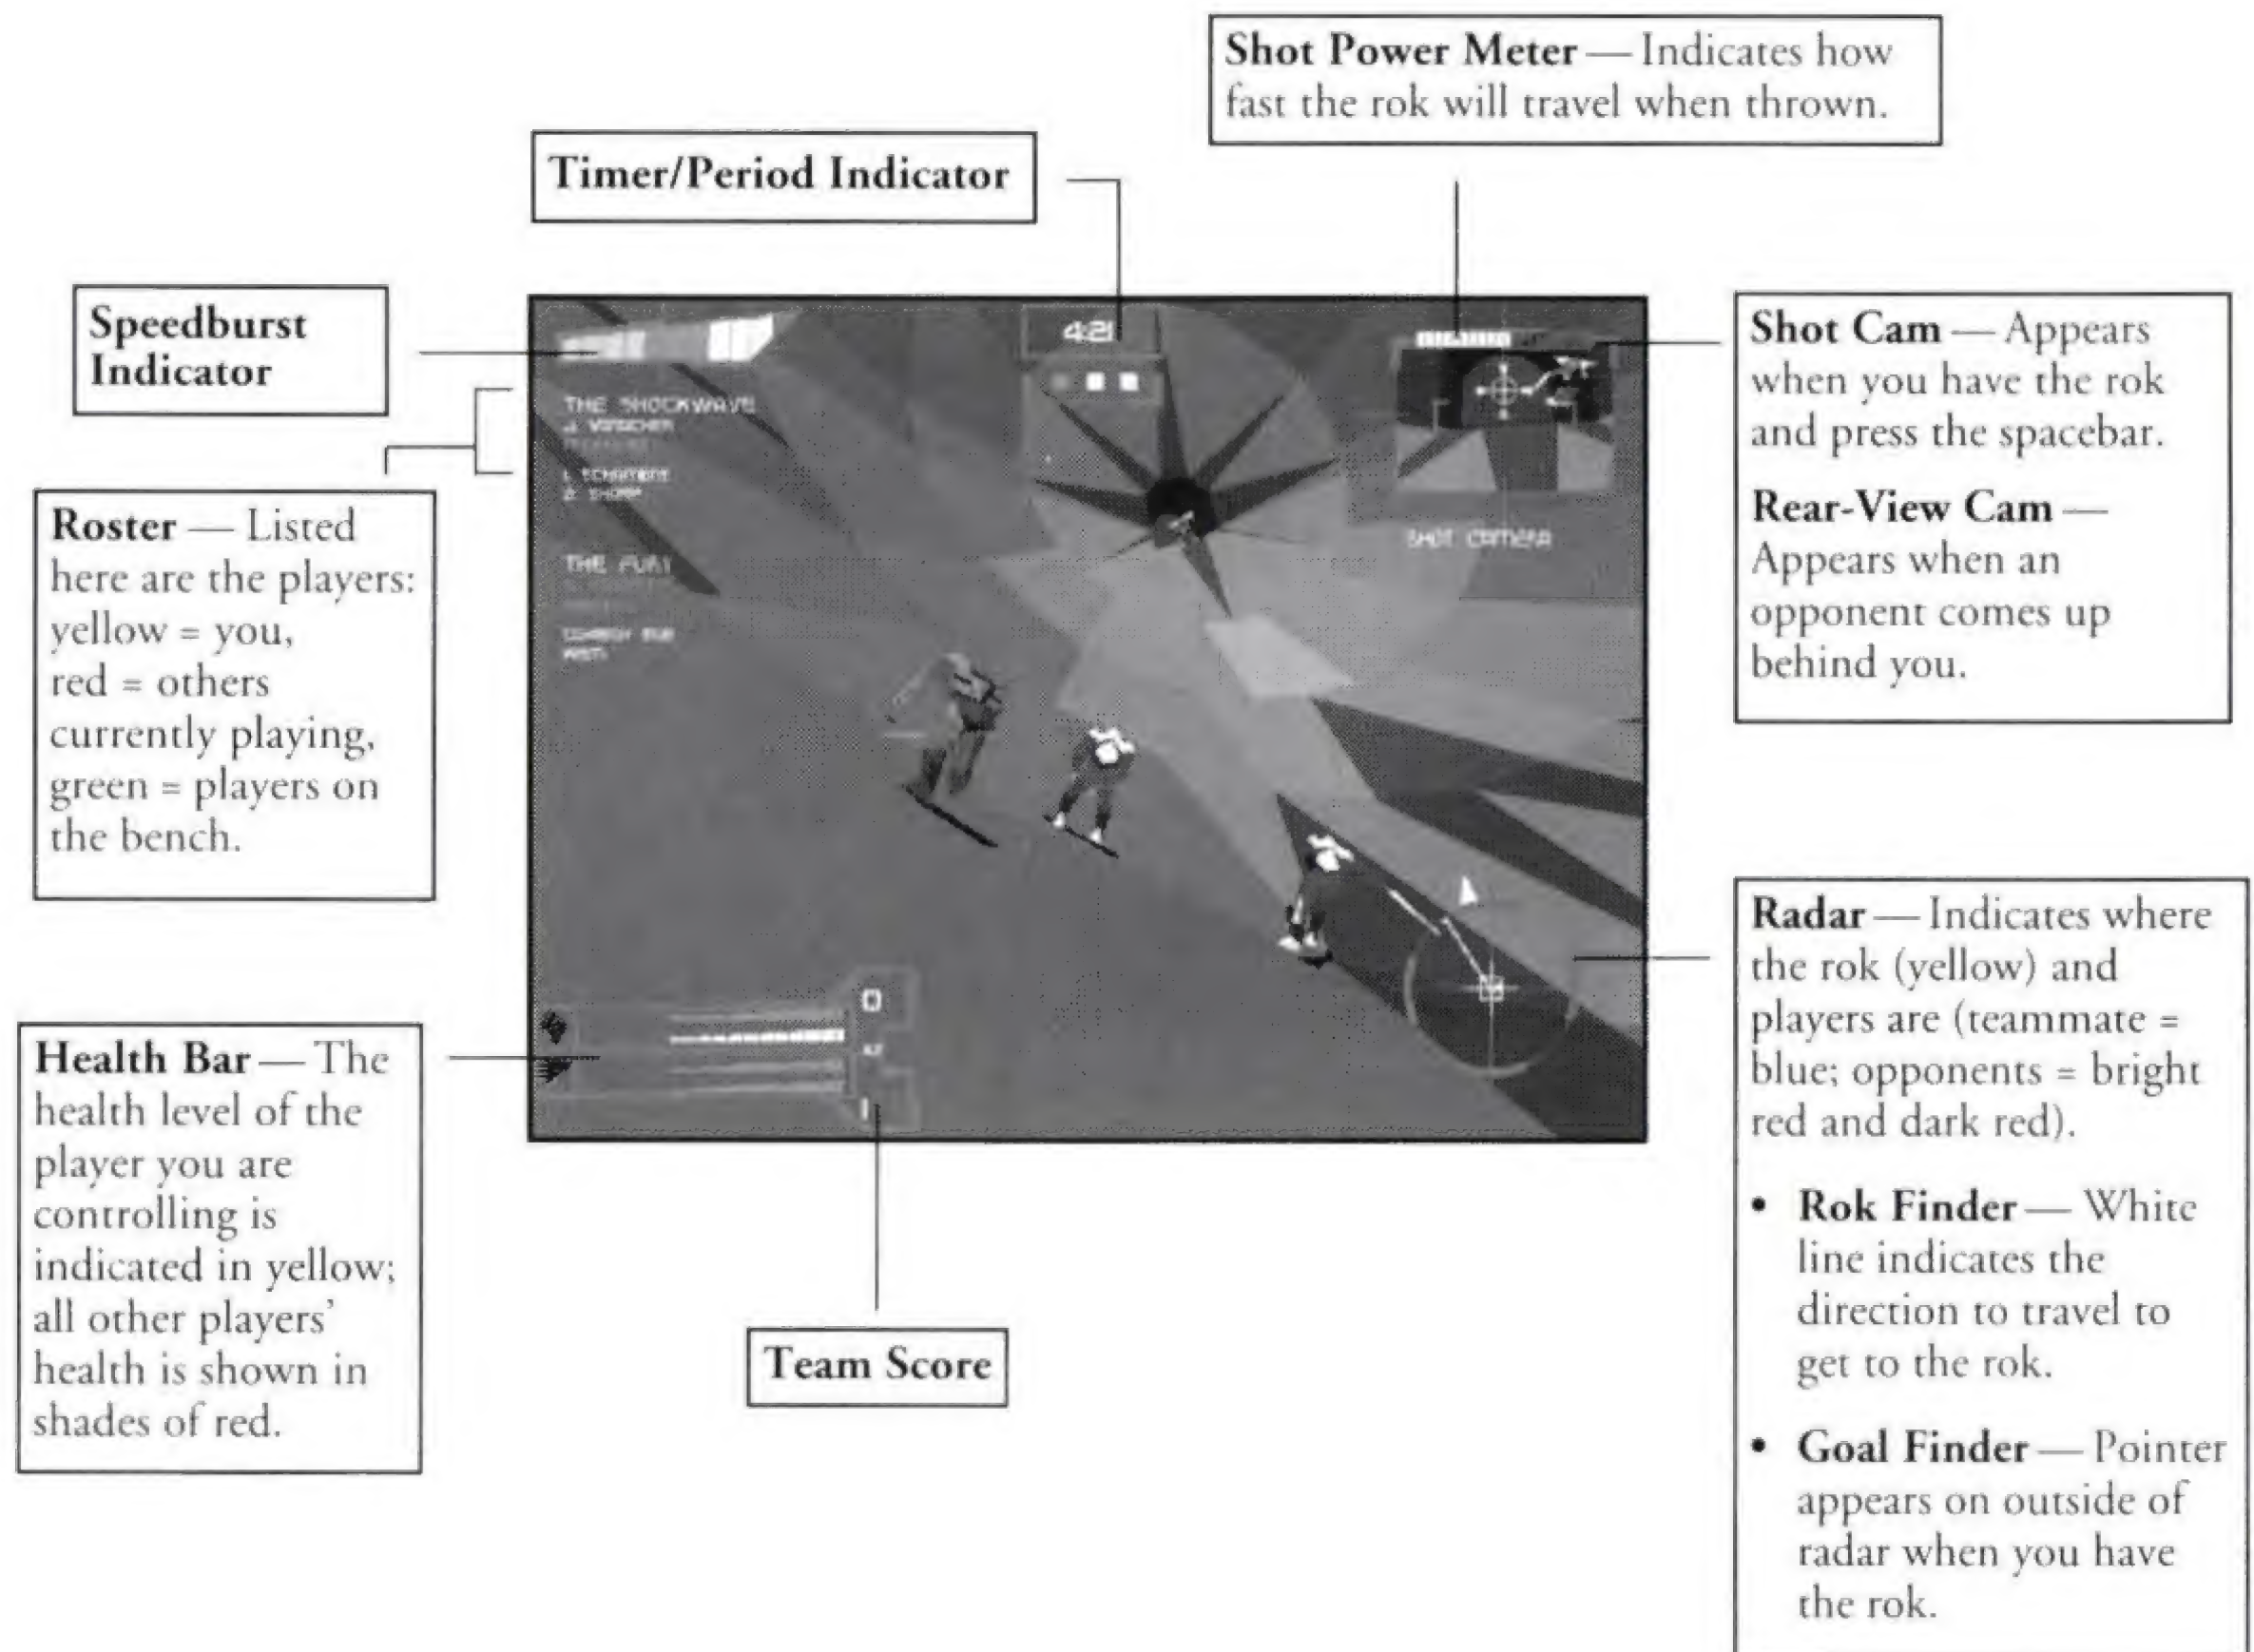 Shot Power Meter — Indicates how
fast the rok will travel when thrown.
Timer/Period Indicator
Speedburst
Indicator
Shot Cam — Appears
when you have the rok
and press the spacebar.
Rear-View Cam —
Appears when an
opponent comes up
behind you.
Roster — Listed
here are the players:
yellow = you,
red = others
currently playing,
green = players on
the bench.
4:21
THE SHOCKWAVE
THE FURY
SHOT CAMERA
0
1
Health Bar — The
health level of the
player you are
controlling is
indicated in yellow;
all other players'
health is shown in
shades of red.
Team Score
Radar — Indicates where
the rok (yellow) and
players are (teammate =
blue; opponents = bright
red and dark red).
• Rok Finder — White
line indicates the
direction to travel to
get to the rok.
• Goal Finder — Pointer
appears on outside of
radar when you have
the rok.